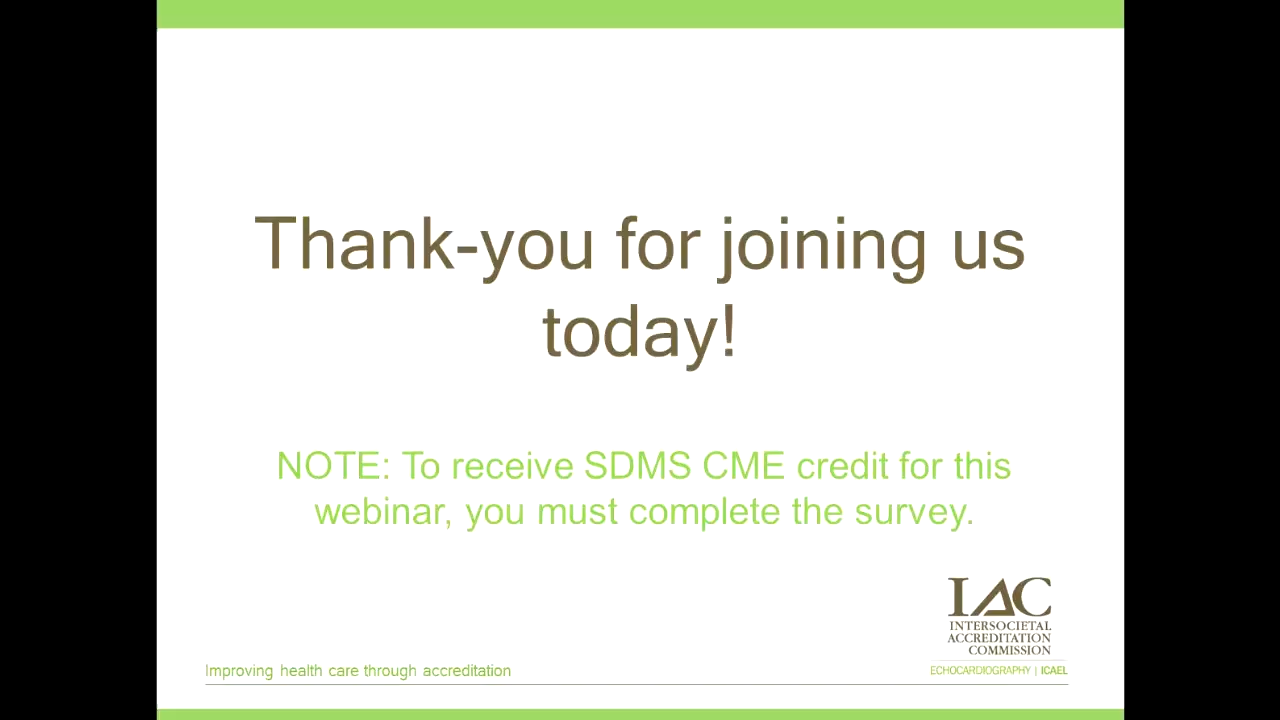 Thank-you for joining us
today!
NOTE: To receive SDMS CME credit for this
webinar, you must complete the survey.
IAC
INTERSOCIETAL
ACCREDITATION
COMMISSION
ECHOCARDIOGRAPHY | ICAEL
Improving health care through accreditation